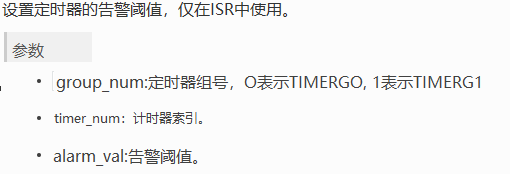 设置定时器的告警阈值，仅在ISR中使用。
参数
• group_num:定时器组号，O表示TIMERGO, 1表示TIMERG1
• timer_num：计时器索引。
• alarm_val:告警阈值。